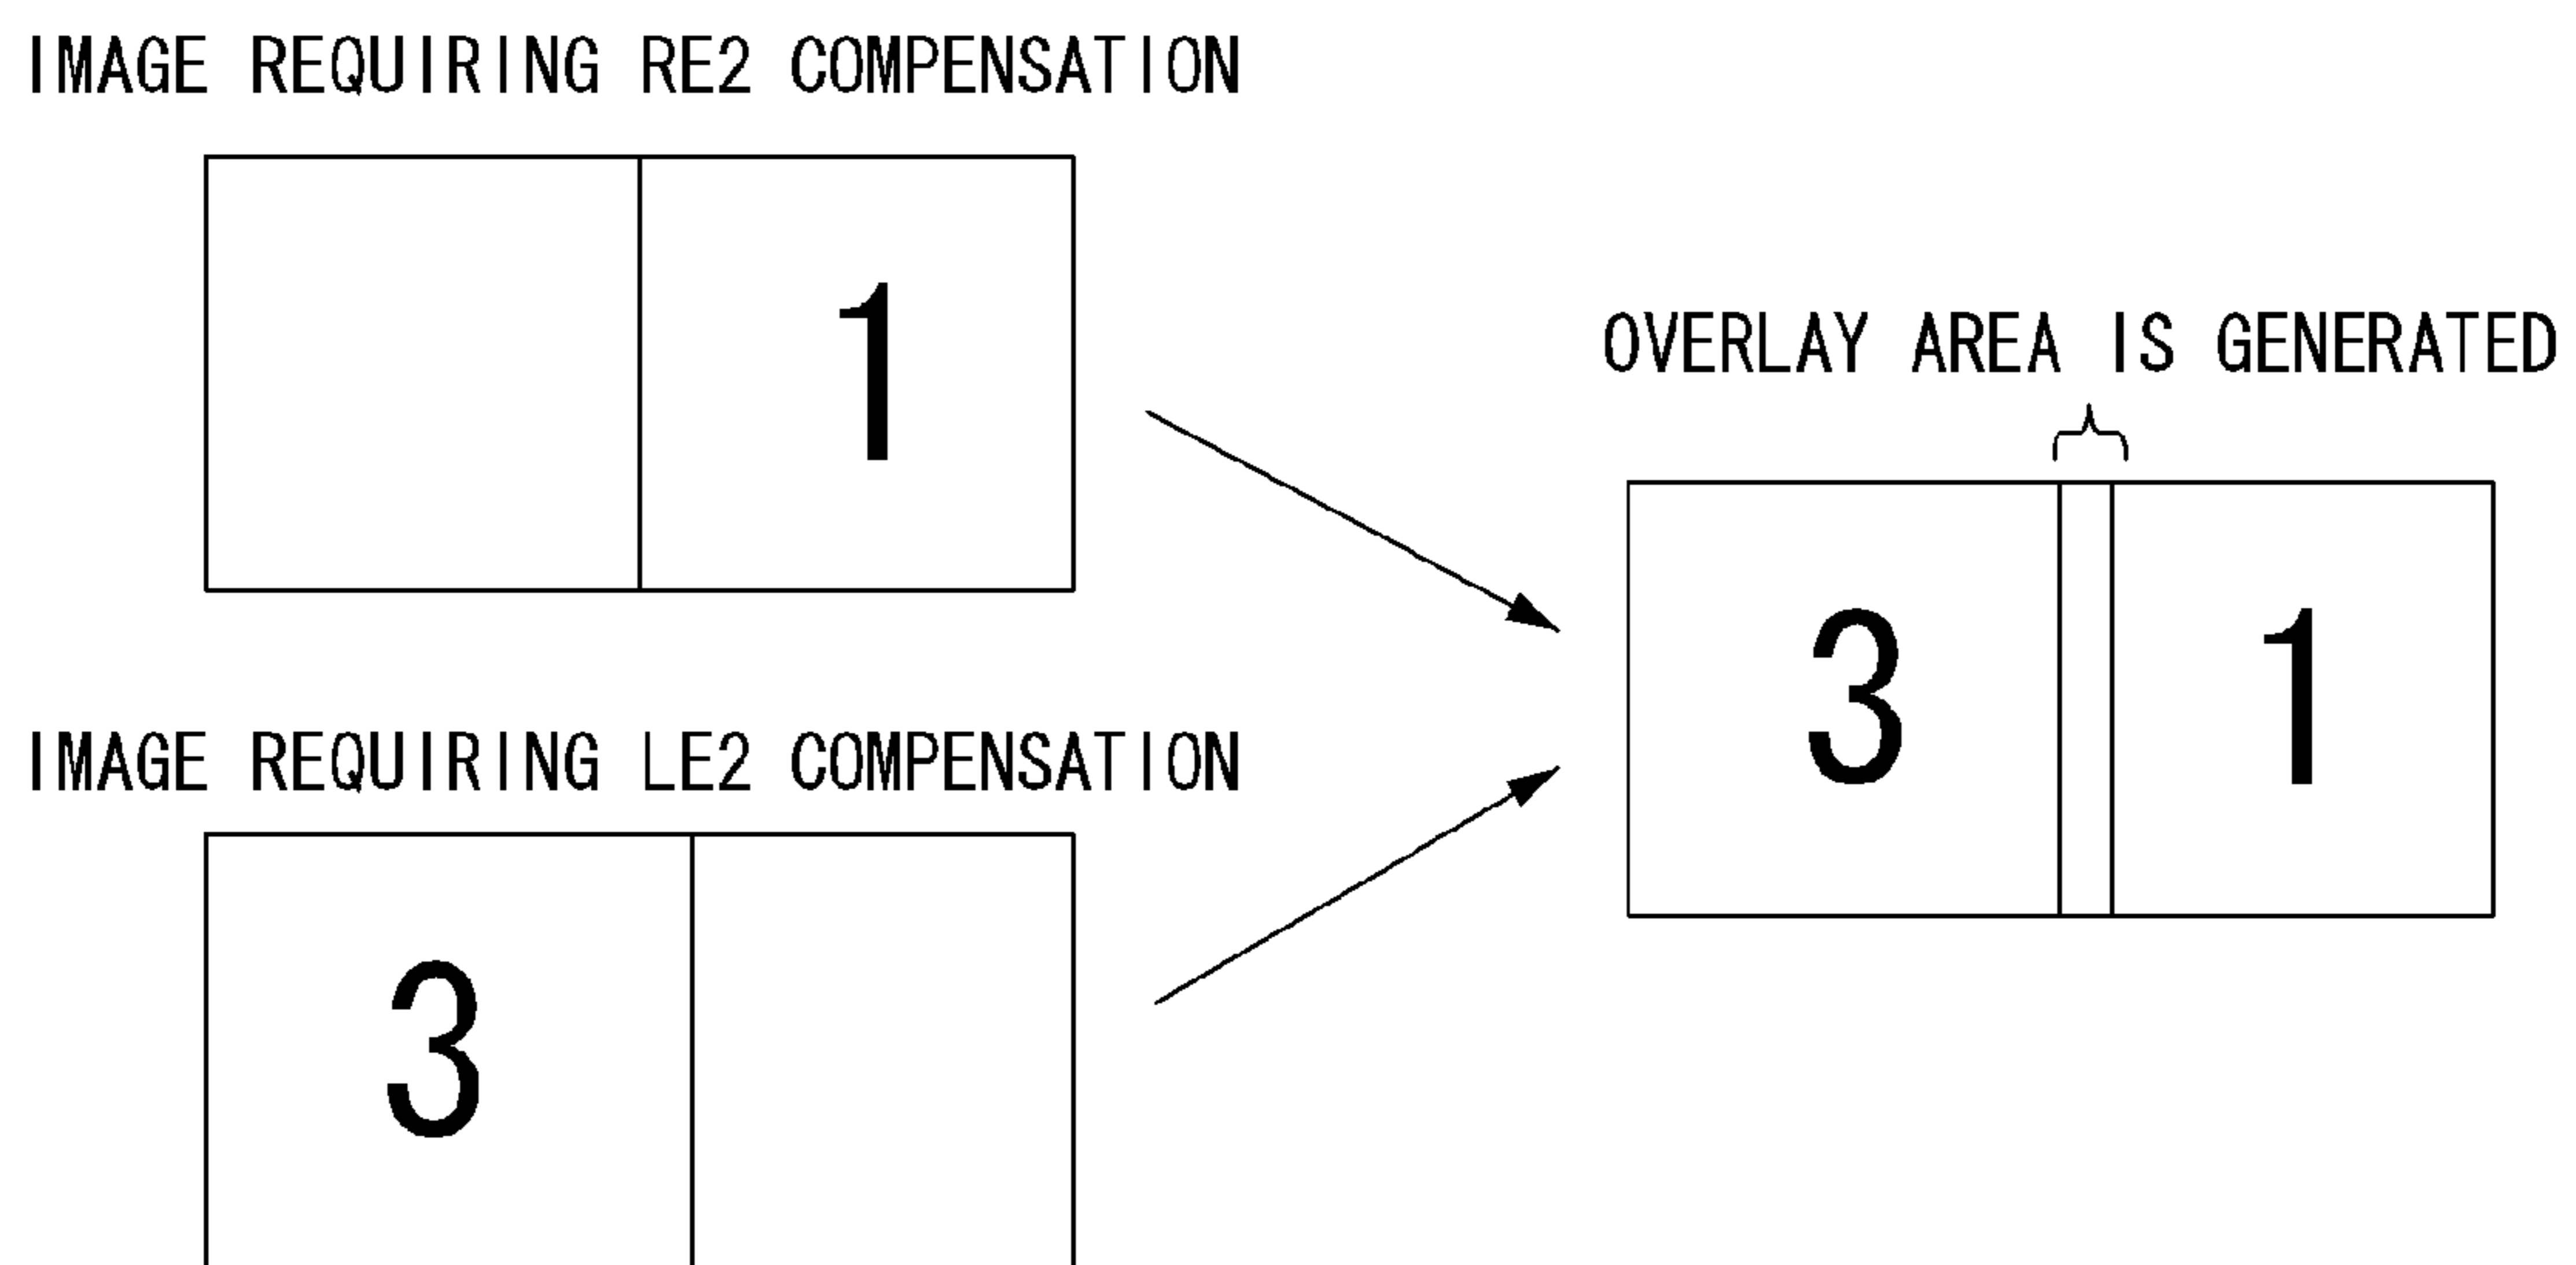 IMAGE REQUIRING RE2 COMPENSATION
1
OVERLAY AREA IS GENERATED
3 1
IMAGE REQUIRING LE2 COMPENSATION
3